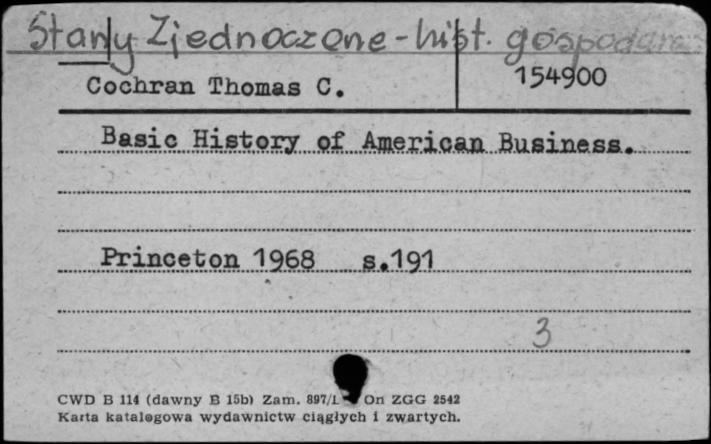 Stany Zjednoczone - hist. gospodarc
Cochran Thomas C.
154900
Basic History of American Business.
Princeton 1968 s.191
3
CWD B 114 (dawny B 15b) Zam. 897/L On ZGG 2542
Karta katalogowa wydawnictw ciągłych i zwartych.